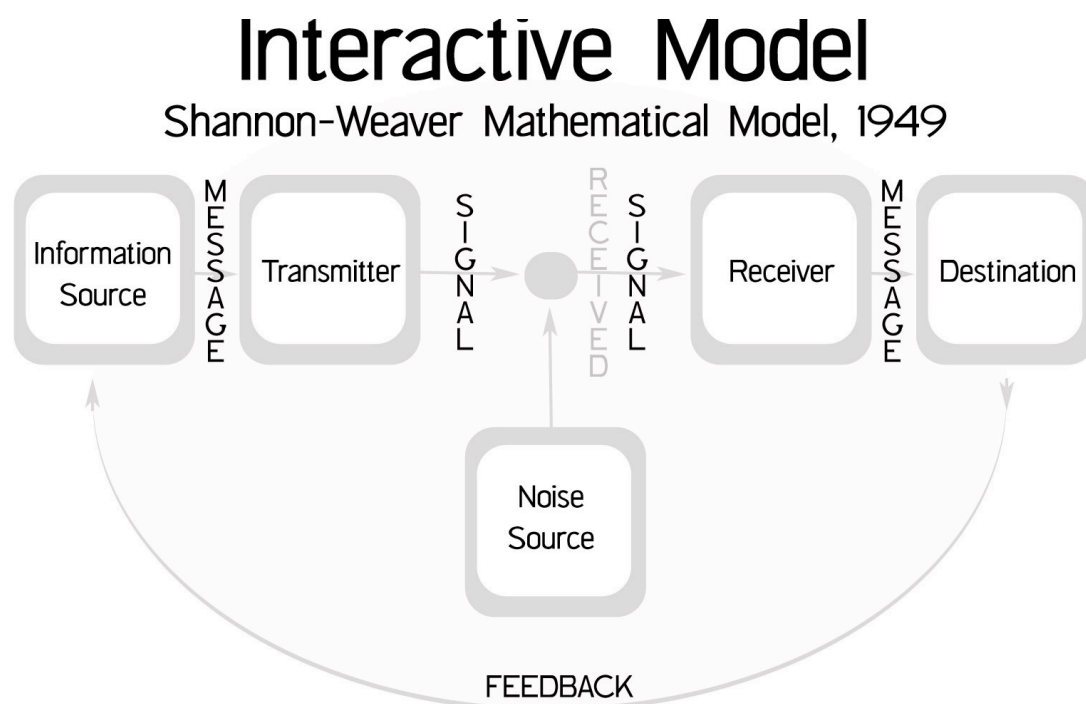 Interactive Model
Shannon-Weaver Mathematical Model, 1949
Information
Source
MESSAGE
Transmitter
SIGNAL
RECEIVED
SIGNAL
Receiver
MESSAGE
Destination
Noise
Source
FEEDBACK